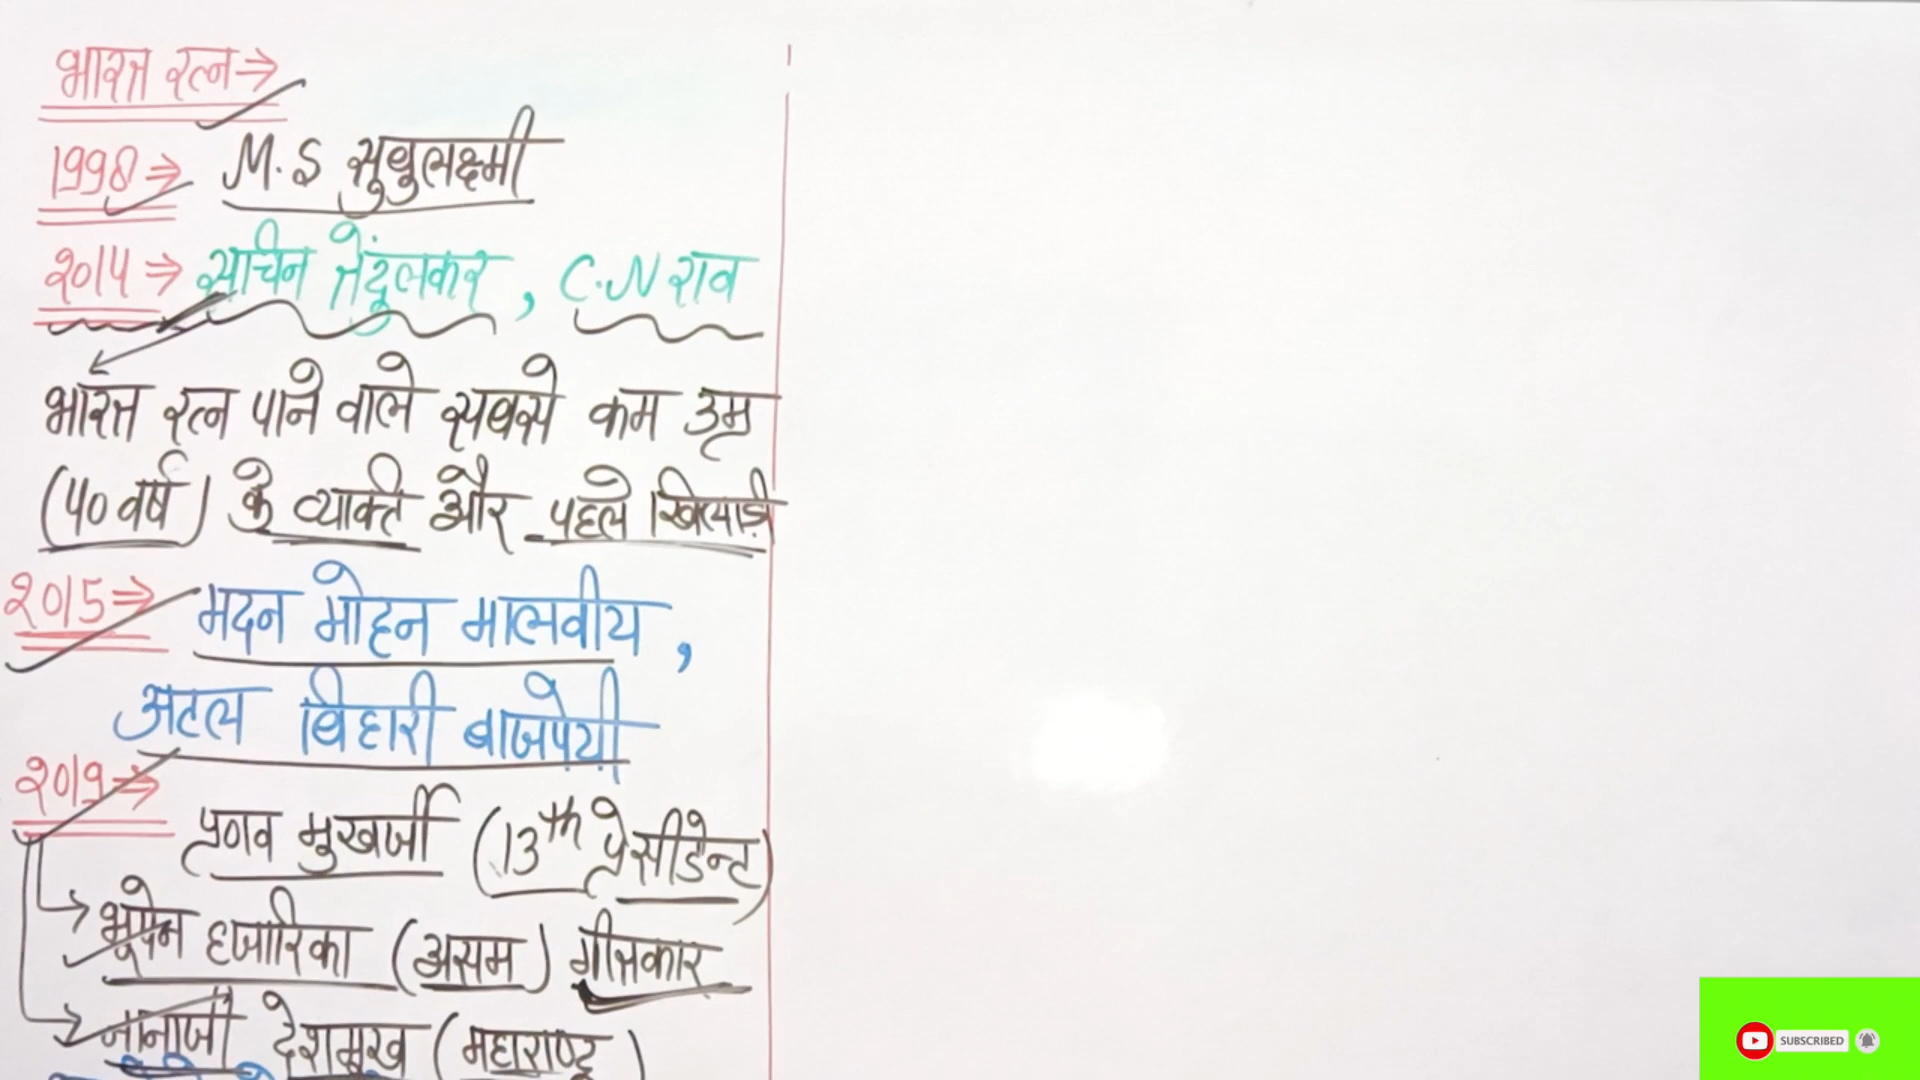 भारत रत्न→
1998⇒ M.S सुधुलक्ष्मी
2014⇒ सचिन तेंदुलकर, C.N राव
भारत रत्न पाने वाले सबसे कम उम्र
(40 वर्ष) के व्यक्ति और पहले खिलाड़ी
2015⇒ मदन मोहन मालवीय,
अटल बिहारी बाजपेयी
2019⇒
प्रणव मुखर्जी (13th प्रेसीडेन्ट)
→ भूपेन हजारिका (असम) गीतकार
→ नानाजी देशमुख (महाराष्ट्र)
SUBSCRIBED